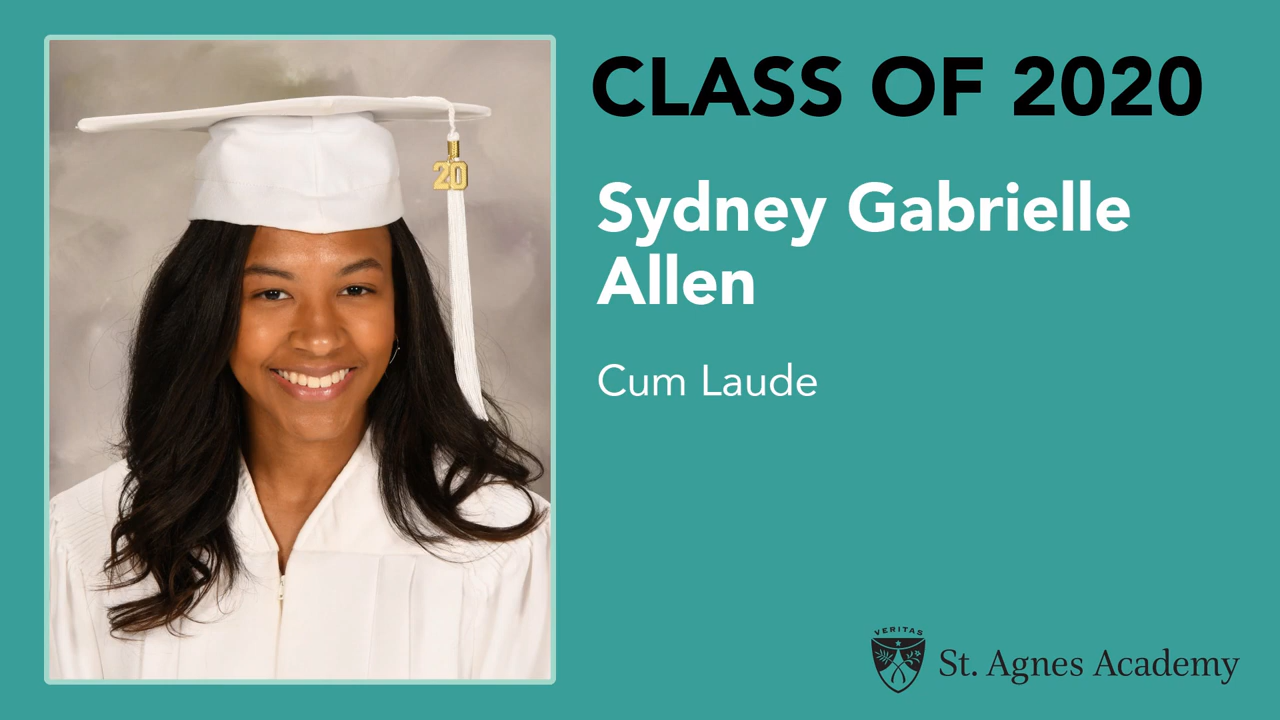 CLASS OF 2020
20
Sydney Gabrielle
Allen
Cum Laude
VERITAS
St. Agnes Academy